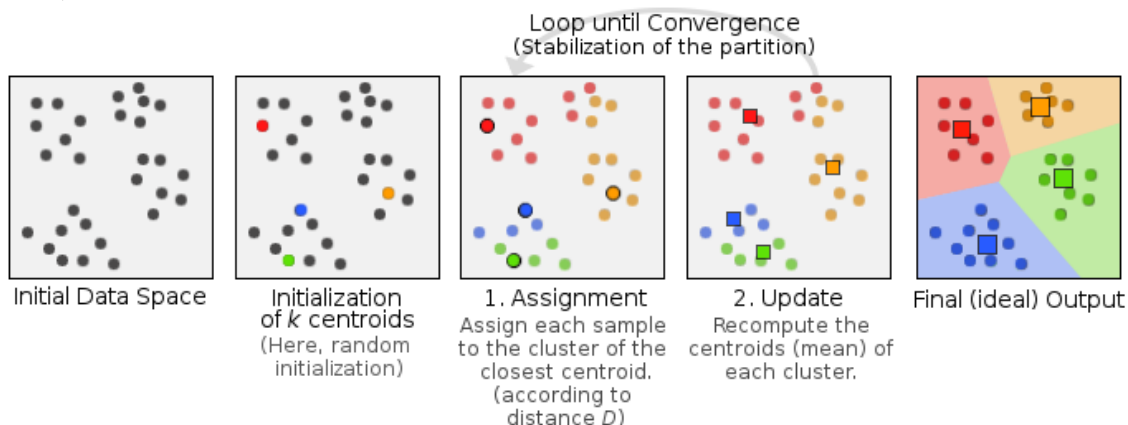 Loop until Convergence
(Stabilization of the partition)
Initial Data Space
Initialization
of k centroids
(Here, random
initialization)
1. Assignment
Assign each sample
to the cluster of the
closest centroid.
(according to
distance D)
2. Update
Recompute the
centroids (mean) of
each cluster.
Final (ideal) Output